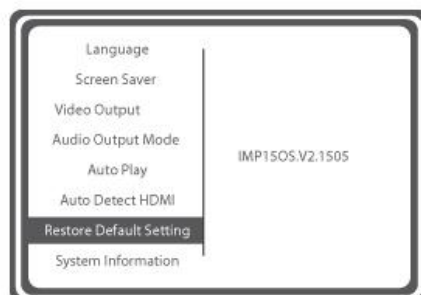 Language
Screen Saver
Video Output
Audio Output Mode
Auto Play
Auto Detect HDMI
Restore Default Setting
System Information
IMP15OS.V2.1505